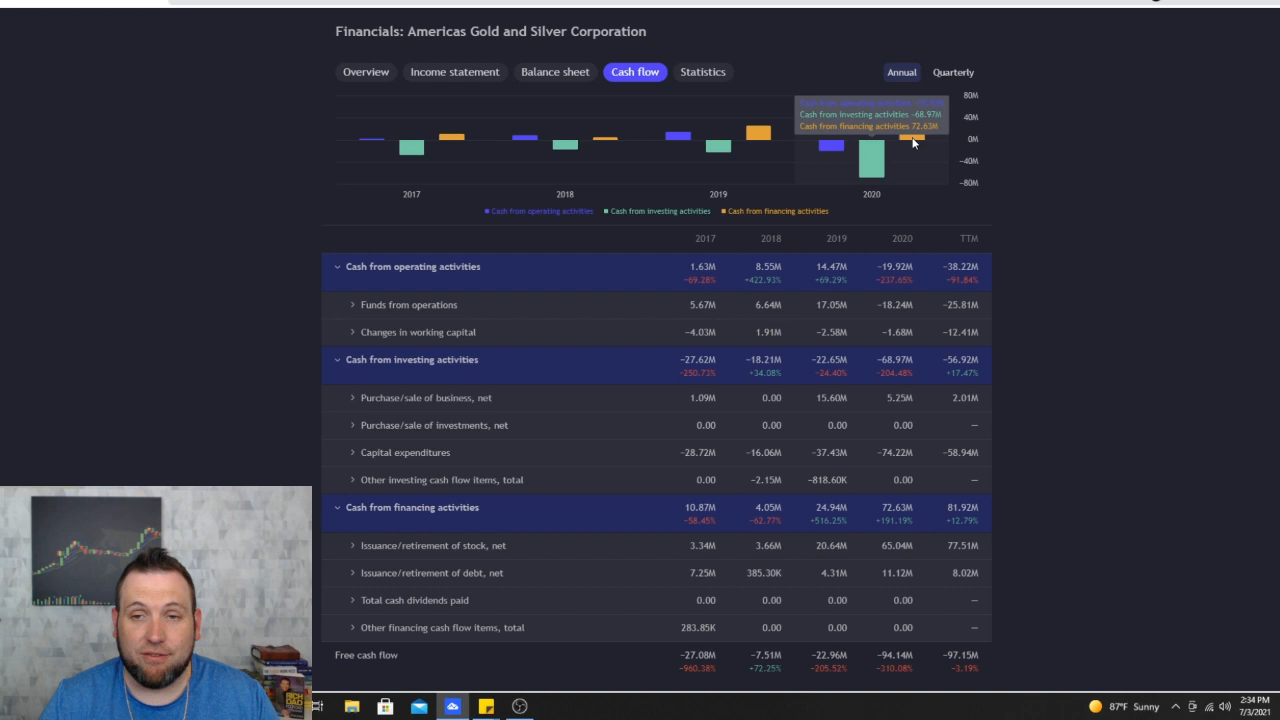 Financials: Americas Gold and Silver Corporation
Overview Income statement Balance sheet Cash flow Statistics Annual Quarterly
80M
Cash from operating activities
Cash from investing activities −68.97M
40M
Cash from financing activities 72.63M
0M
−40M
−80M
2017 2018 2019 2020
Cash from operating activities Cash from investing activities Cash from financing activities
2017 2018 2019 2020 TTM
Cash from operating activities 1.63M 8.55M 14.47M −19.92M −38.22M
−69.28% +422.93% +69.29% −237.65% −91.84%
Funds from operations 5.67M 6.64M 17.05M −18.24M −25.81M
Changes in working capital −4.03M 1.91M −2.58M −1.68M −12.41M
Cash from investing activities −27.62M −18.21M −22.65M −68.97M −56.92M
−250.73% +34.08% −24.40% −204.48% +17.47%
Purchase/sale of business, net 1.09M 0.00 15.60M 5.25M 2.01M
Purchase/sale of investments, net 0.00 0.00 0.00 0.00 —
Capital expenditures −28.72M −16.06M −37.43M −74.22M −58.94M
Other investing cash flow items, total 0.00 −2.15M −818.60K 0.00 —
Cash from financing activities 10.87M 4.05M 24.94M 72.63M 81.92M
−58.45% −62.77% +516.25% +191.19% +12.79%
Issuance/retirement of stock, net 3.34M 3.66M 20.64M 65.04M 77.51M
Issuance/retirement of debt, net 7.25M 385.30K 4.31M 11.12M 8.02M
Total cash dividends paid 0.00 0.00 0.00 0.00 —
Other financing cash flow items, total 283.85K 0.00 0.00 0.00 —
Free cash flow −27.08M −7.51M −22.96M −94.14M −97.15M
−960.38% +72.25% −205.52% −310.08% −3.19%
RICH
DAD
87°F Sunny
2:34 PM
7/3/2021